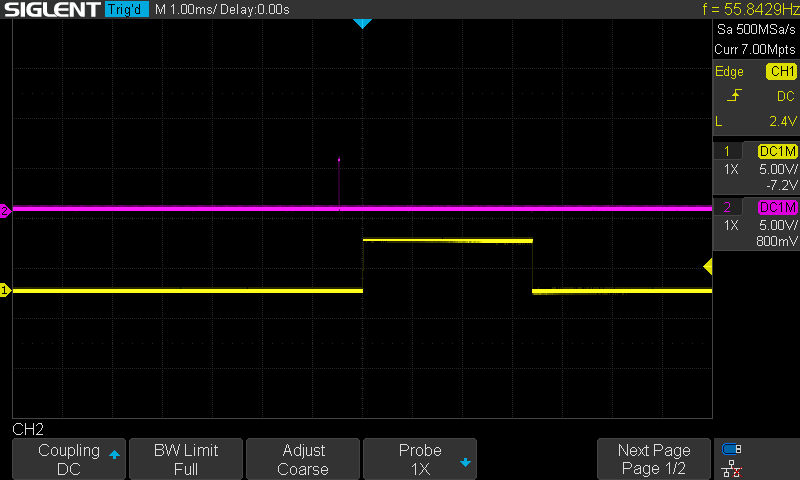 SIGLENT Trig'd M 1.00ms/ Delay:0.00s f = 55.8429Hz
Sa 500MSa/s
Curr 7.00Mpts
Edge CH1
DC
L 2.4V
1 DC1M
1X 5.00V/
-7.2V
2 DC1M
1X 5.00V/
800mV
2
1
CH2
Coupling
DC
BW Limit
Full
Adjust
Coarse
Probe
1X
Next Page
Page 1/2